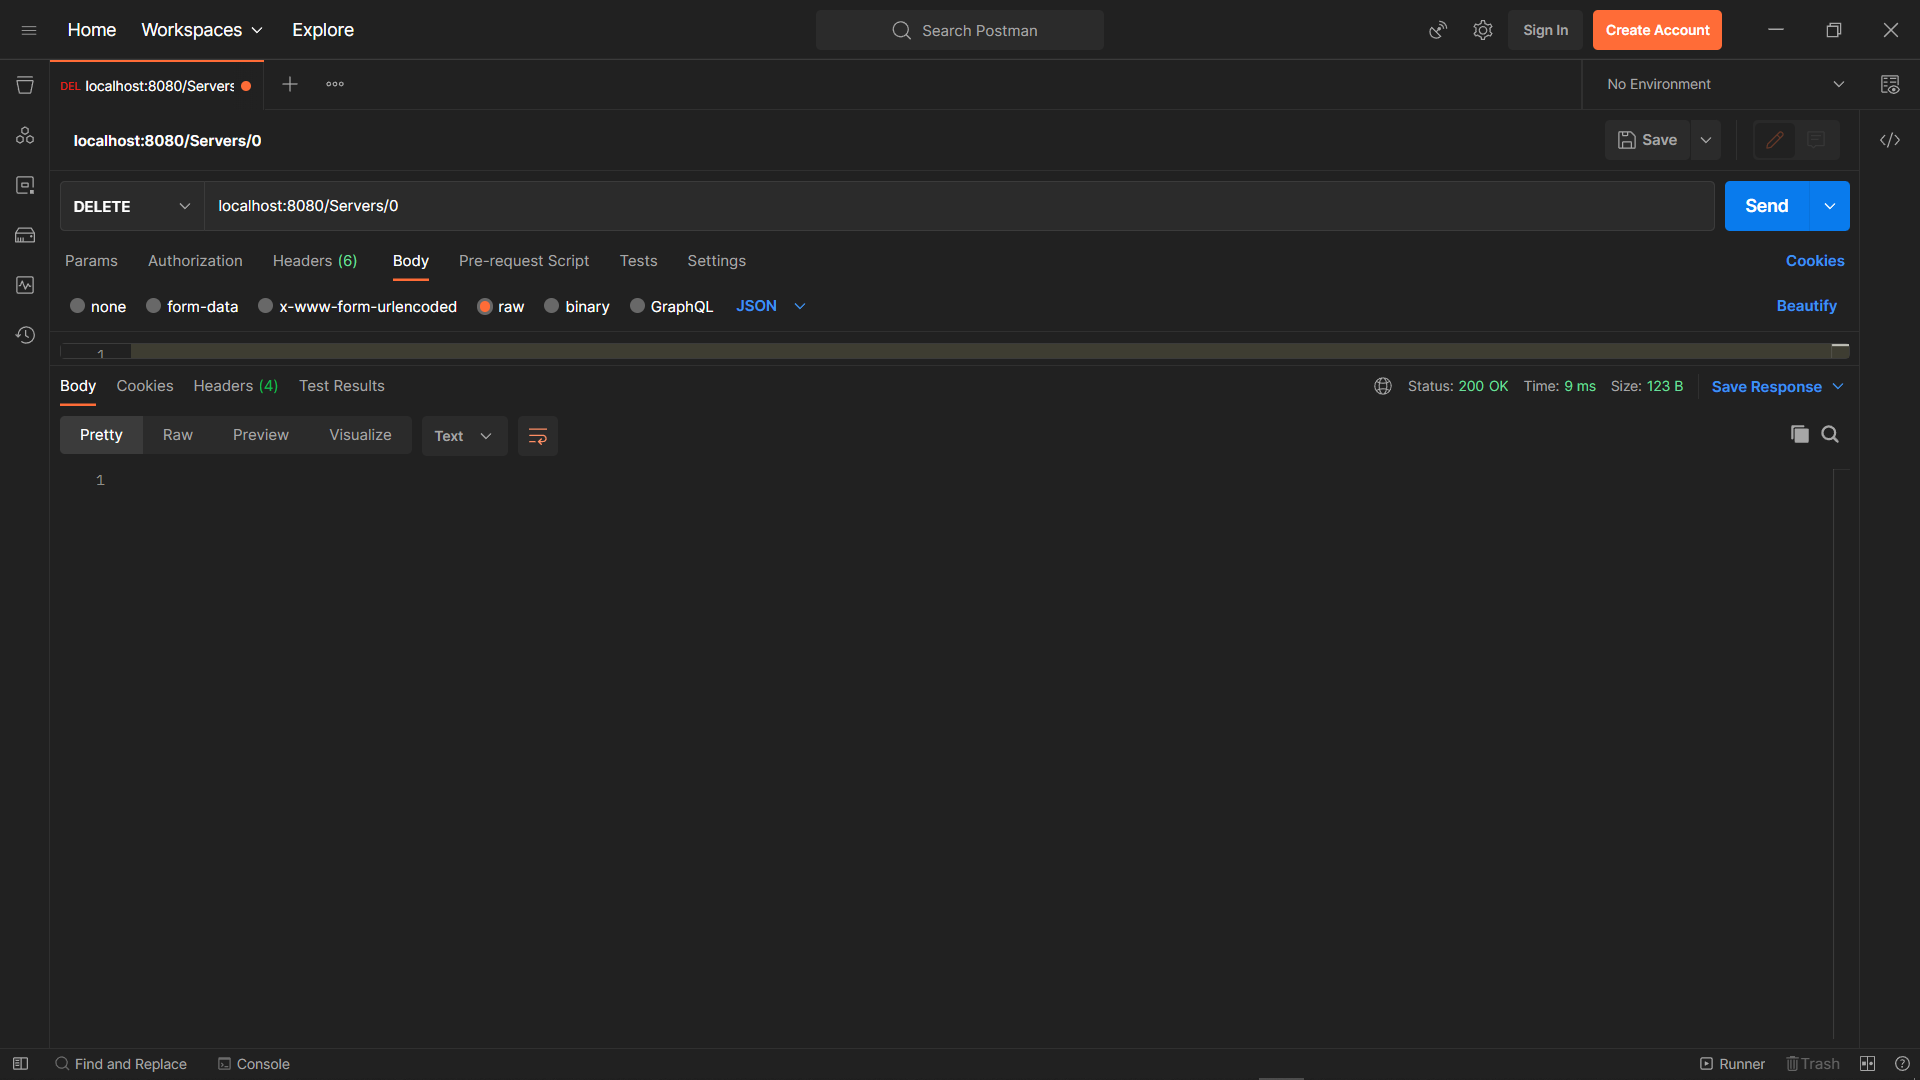 Home Workspaces Explore Search Postman Sign In Create Account
DEL localhost:8080/Servers No Environment
localhost:8080/Servers/0 Save
DELETE localhost:8080/Servers/0 Send
Params Authorization Headers (6) Body Pre-request Script Tests Settings Cookies
none form-data x-www-form-urlencoded raw binary GraphQL JSON Beautify
1
Body Cookies Headers (4) Test Results Status: 200 OK Time: 9 ms Size: 123 B Save Response
Pretty Raw Preview Visualize Text
1
Find and Replace Console Runner Trash